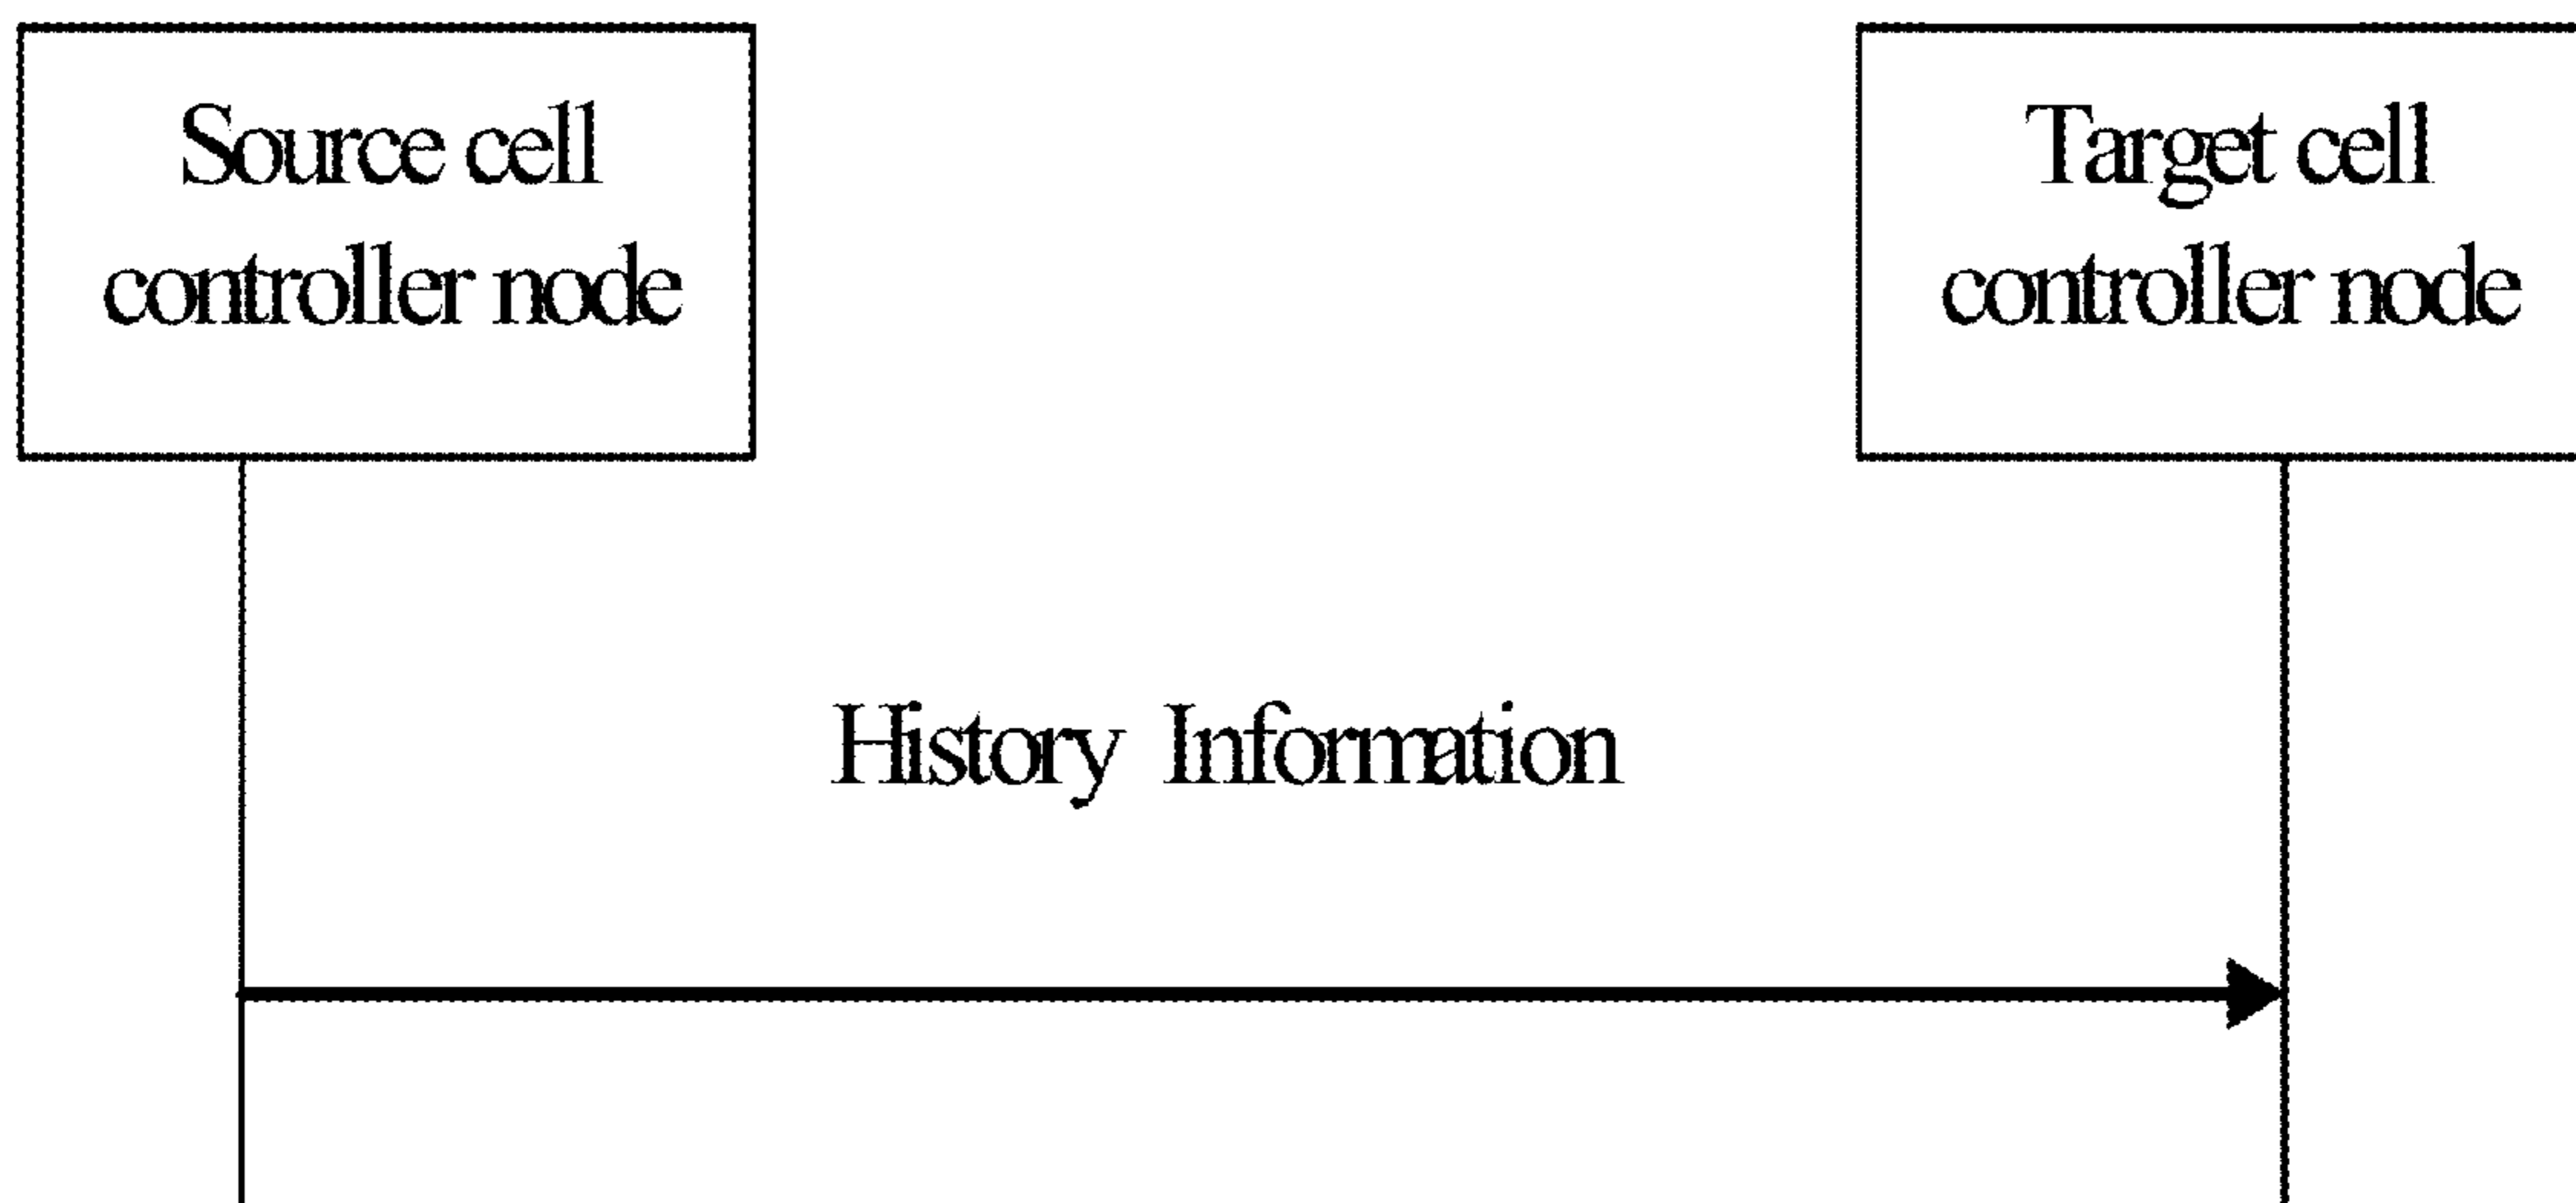 Source cell
controller node
Target cell
controller node
History Information